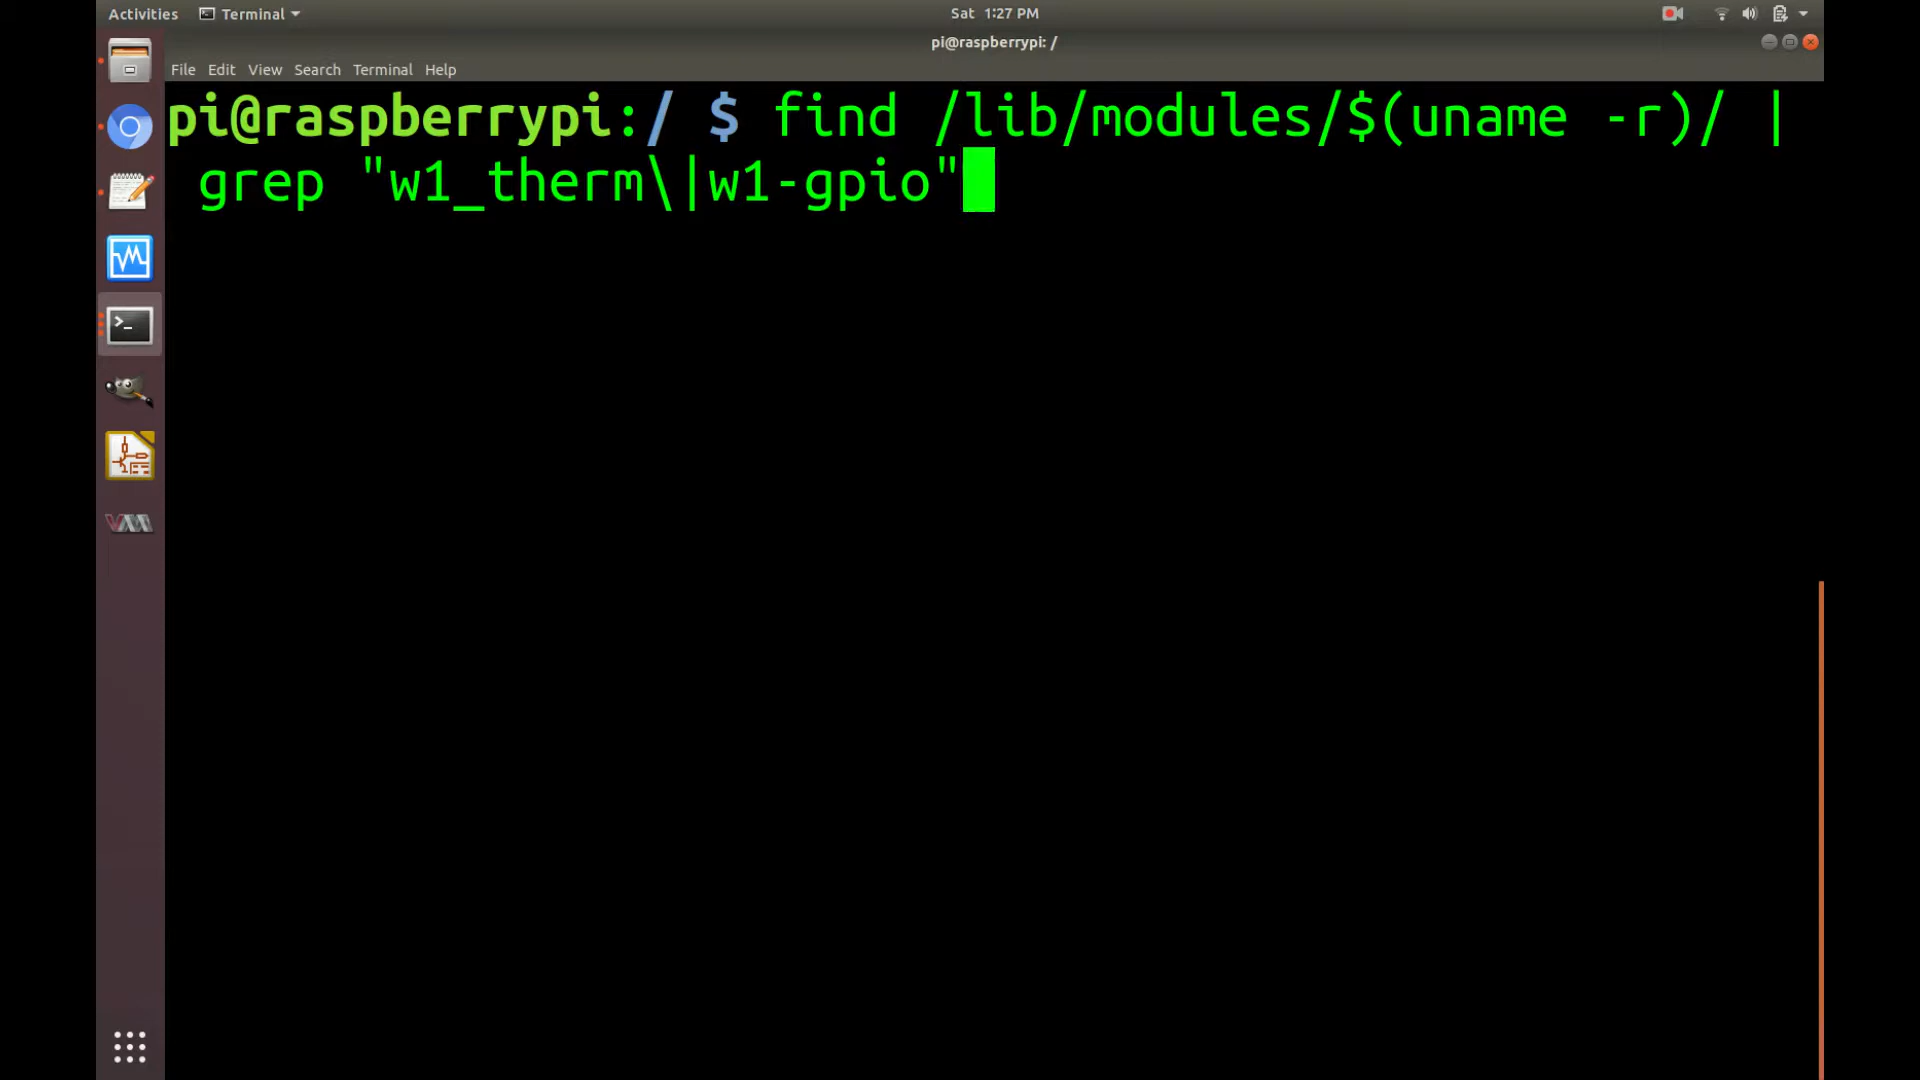 Activities Terminal Sat 1:27 PM
pi@raspberrypi: /
File Edit View Search Terminal Help
pi@raspberrypi:/ $ find /lib/modules/$(uname -r)/ |
grep "w1_therm\|w1-gpio"